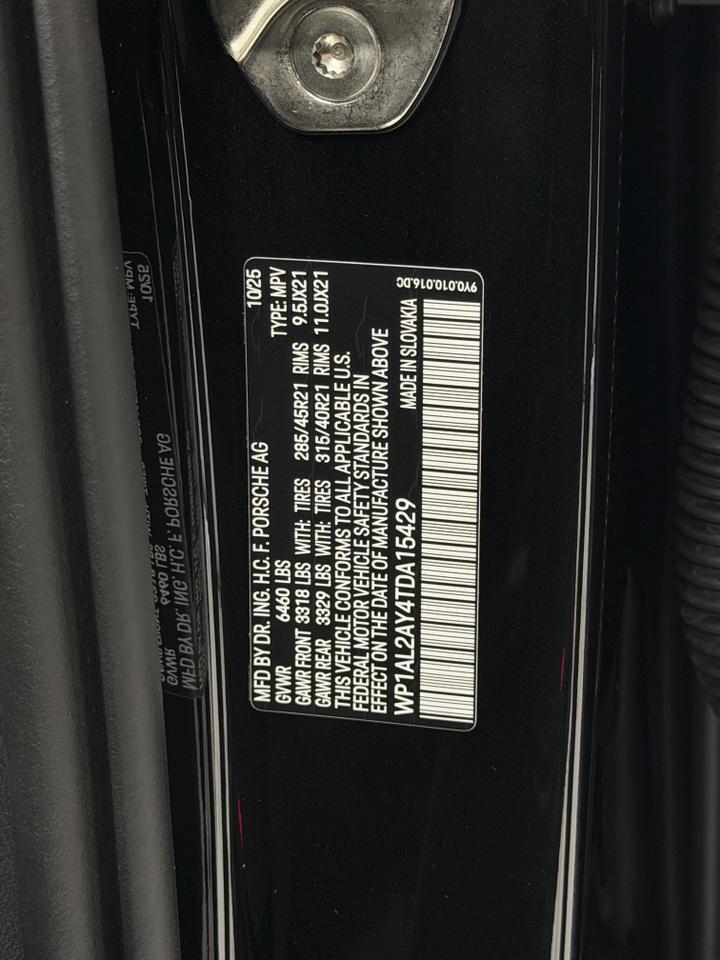 MFD BY DR. ING. H.C. F. PORSCHE AG 10/25
GVWR 6460 LBS TYPE: MPV
GAWR FRONT 3318 LBS WITH: TIRES 285/45R21 RIMS 9.5JX21
GAWR REAR 3329 LBS WITH: TIRES 315/40R21 RIMS 11.0JX21
THIS VEHICLE CONFORMS TO ALL APPLICABLE U.S.
FEDERAL MOTOR VEHICLE SAFETY STANDARDS IN
EFFECT ON THE DATE OF MANUFACTURE SHOWN ABOVE
WP1AL2AY4TDA15429 MADE IN SLOVAKIA
9Y0.010.016.DC